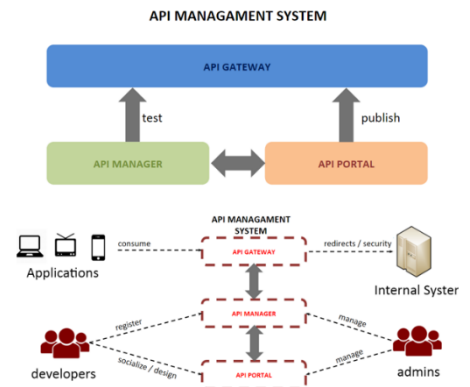 API MANAGAMENT SYSTEM
API GATEWAY
test
publish
API MANAGER
API PORTAL
API MANAGAMENT
SYSTEM
consume
API GATEWAY
redirects / security
Applications
Internal Syster
register
API MANAGER
manage
developers
socialize / design
API PORTAL
manage
admins